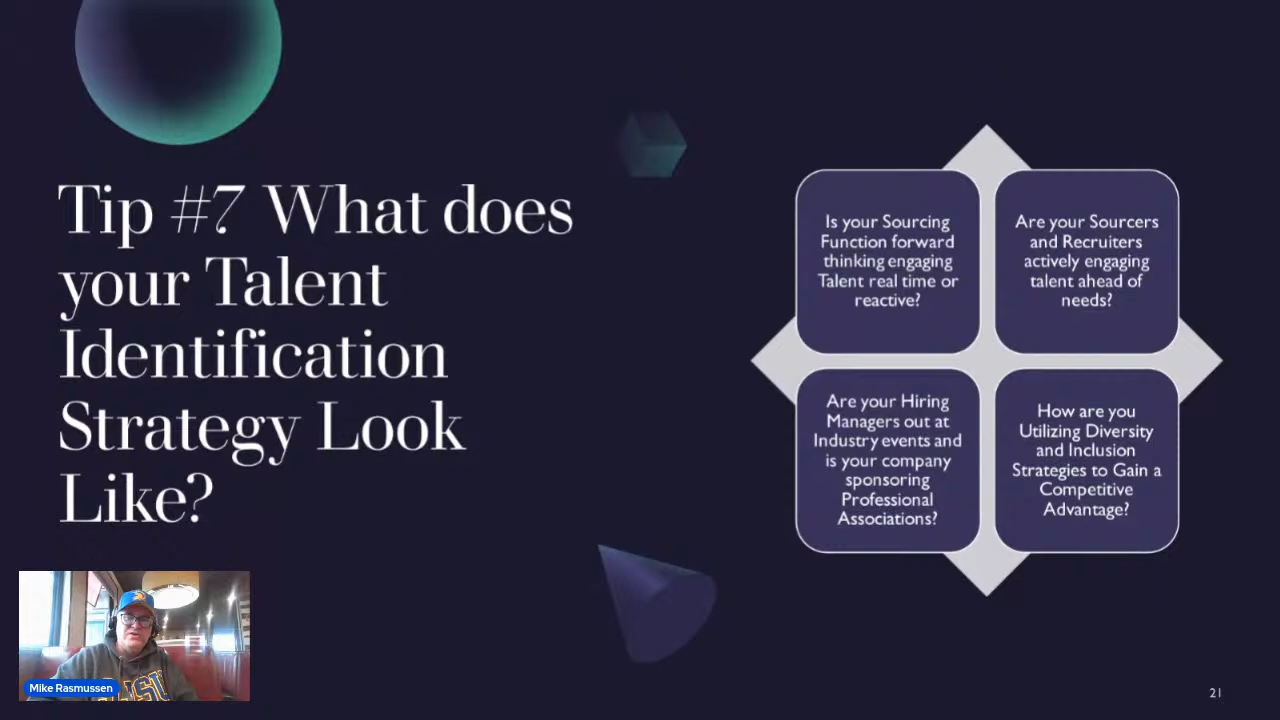 Tip #7 What does
your Talent
Identification
Strategy Look
Like?
Is your Sourcing
Function forward
thinking engaging
Talent real time or
reactive?
Are your Sourcers
and Recruiters
actively engaging
talent ahead of
needs?
Are your Hiring
Managers out at
Industry events and
is your company
sponsoring
Professional
Associations?
How are you
Utilizing Diversity
and Inclusion
Strategies to Gain a
Competitive
Advantage?
Mike Rasmussen
21